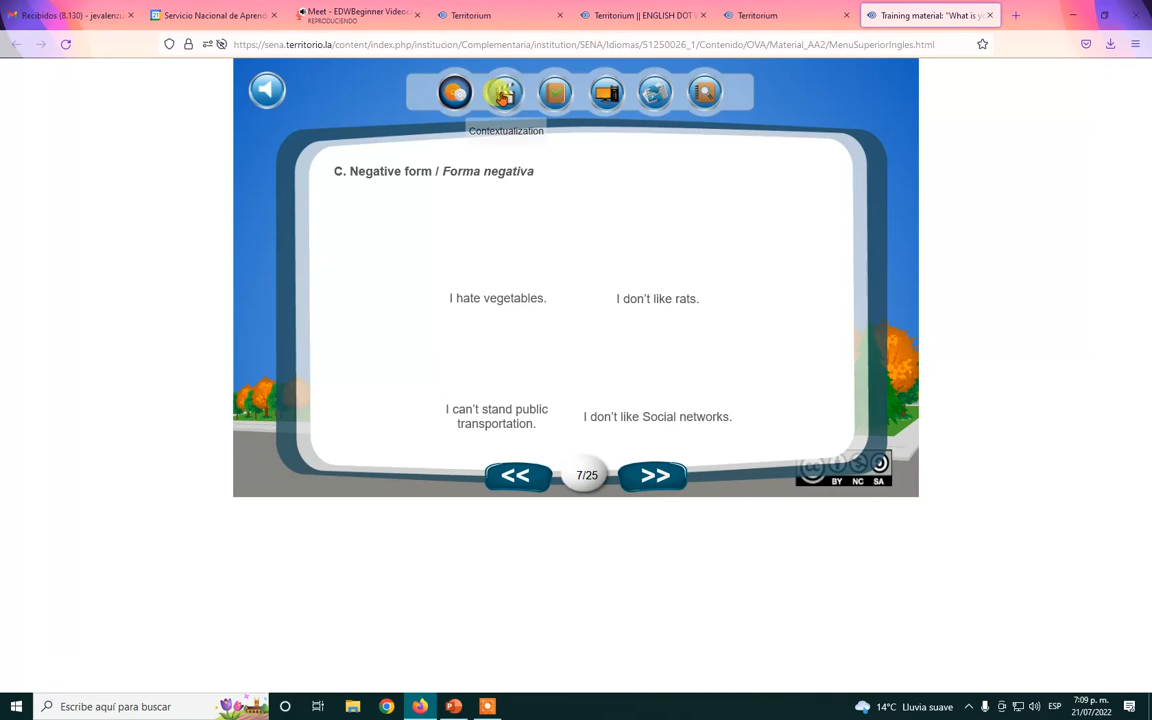 Recibidos (8.130) - jevalenzu
Servicio Nacional de Aprendi
Meet - EDWBeginner Videoc
REPRODUCIENDO
Territorium
Territorium || ENGLISH DOT W
Territorium
Training material: "What is yo
https://sena.territorio.la/content/index.php/institucion/Complementaria/institution/SENA/Idiomas/51250026_1/Contenido/OVA/Material_AA2/MenuSuperiorIngles.html
Contextualization
C. Negative form / Forma negativa
I hate vegetables.
I don't like rats.
I can't stand public
transportation.
I don't like Social networks.
<<
7/25
>>
cc
BY NC SA
Escribe aquí para buscar
14°C Lluvia suave
ESP
7:09 p. m.
21/07/2022